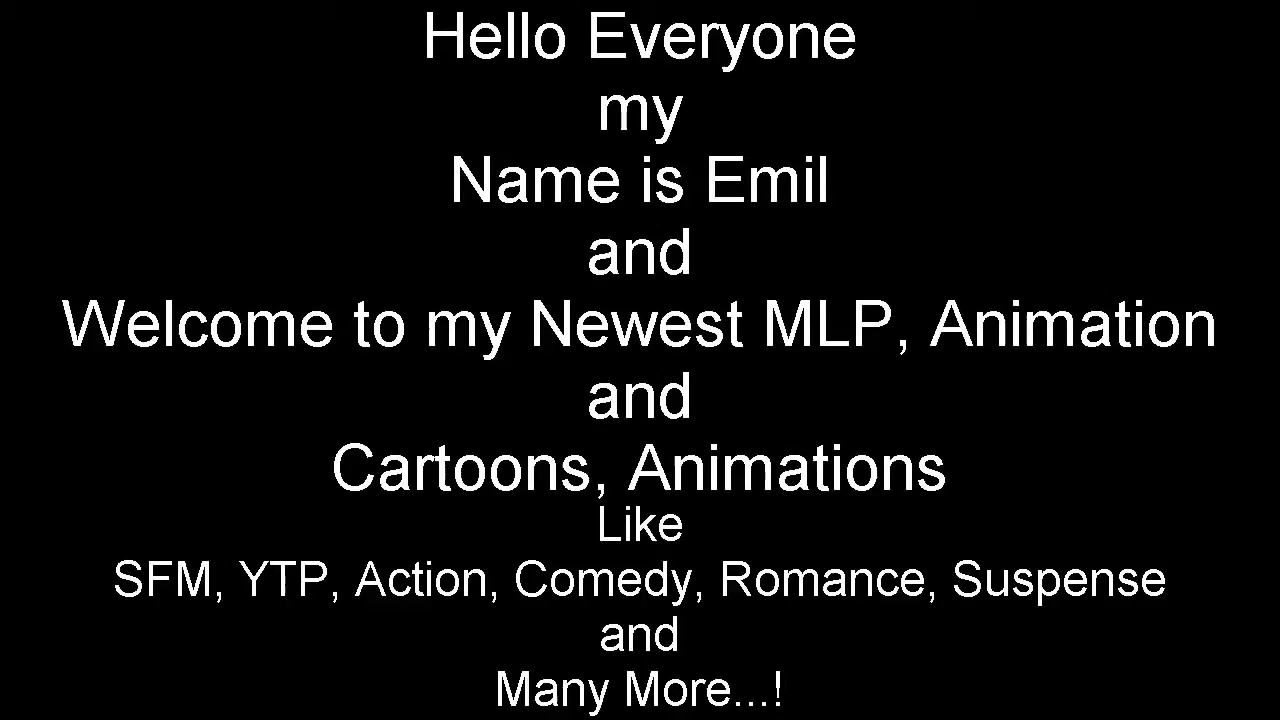 Hello Everyone
my
Name is Emil
and
Welcome to my Newest MLP, Animation
and
Cartoons, Animations
Like
SFM, YTP, Action, Comedy, Romance, Suspense
and
Many More...!